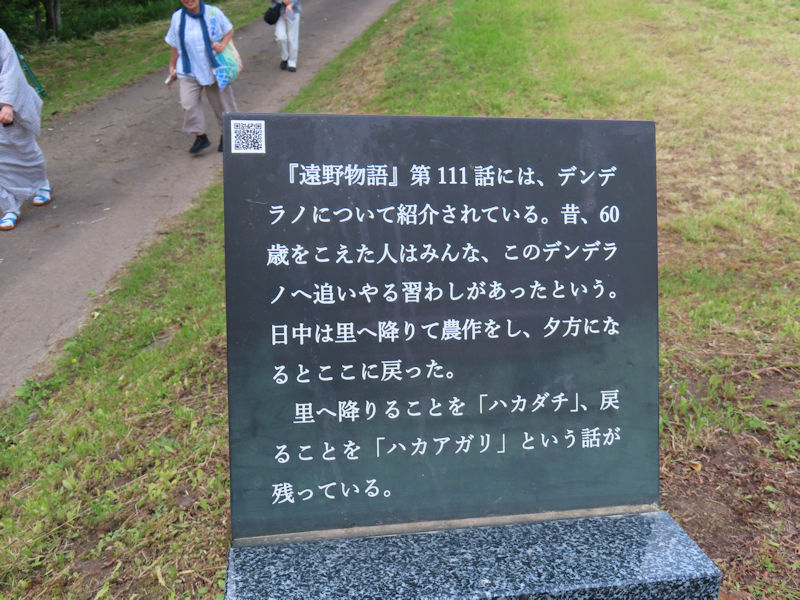 『遠野物語』第111話には、デンデ
ラノについて紹介されている。昔、60
歳をこえた人はみんな、このデンデラ
ノへ追いやる習わしがあったという。
日中は里へ降りて農作をし、夕方にな
るとここに戻った。
里へ降りることを「ハカダチ」、戻
ることを「ハカアガリ」という話が
残っている。